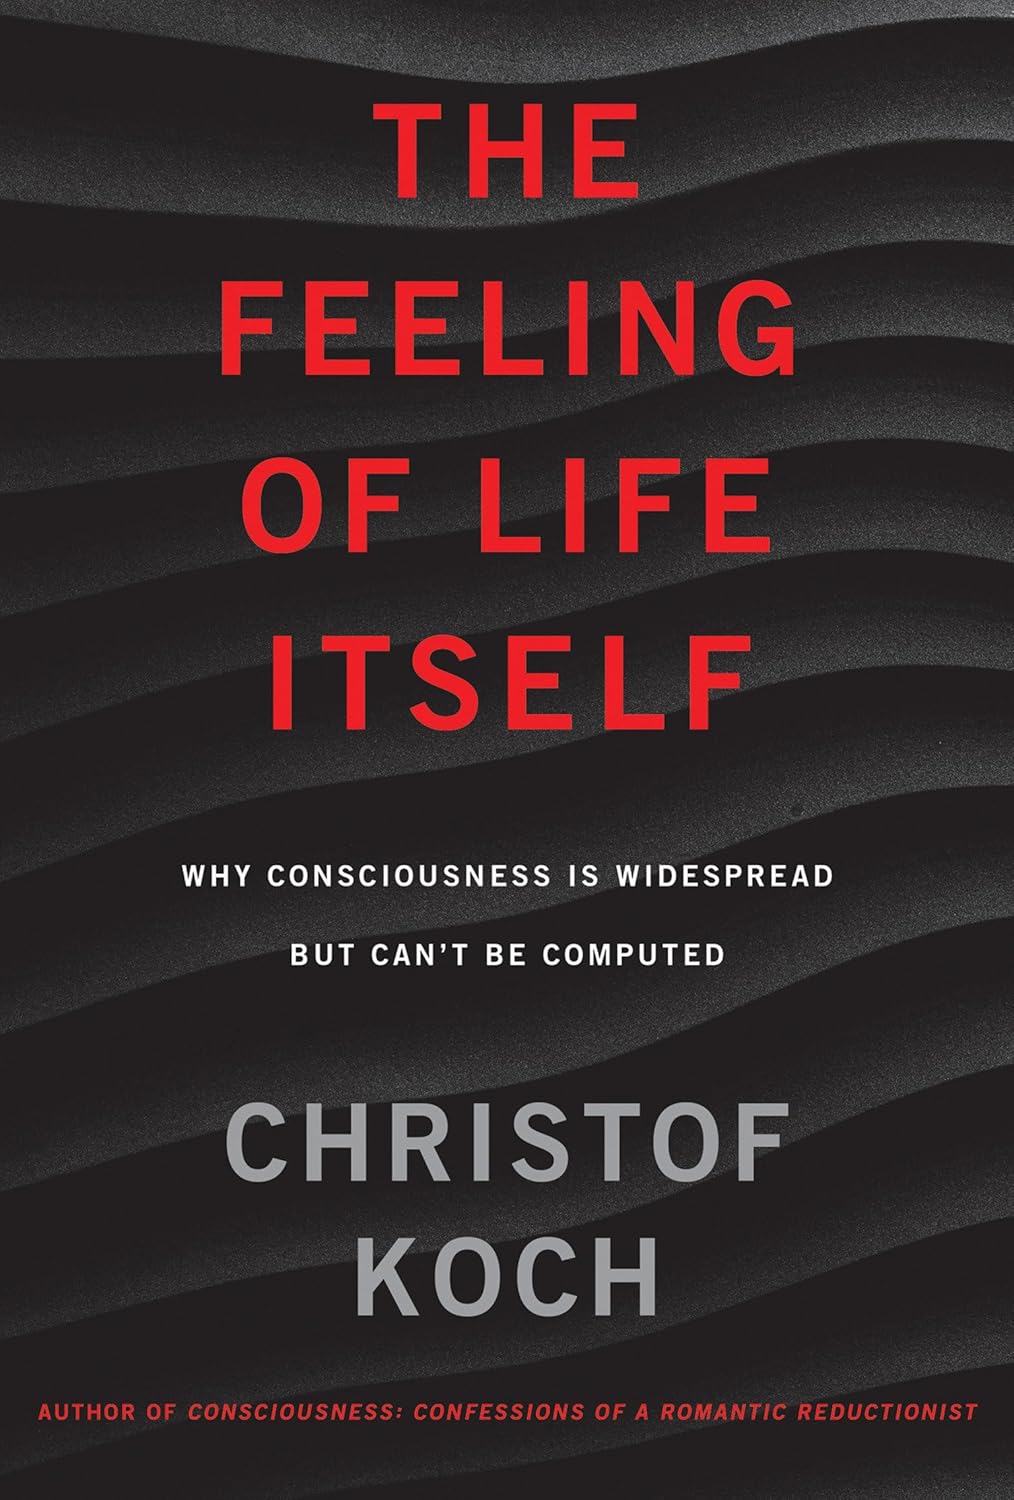 THE
FEELING
OF LIFE
ITSELF
WHY CONSCIOUSNESS IS WIDESPREAD
BUT CAN'T BE COMPUTED
CHRISTOF
KOCH
AUTHOR OF CONSCIOUSNESS: CONFESSIONS OF A ROMANTIC REDUCTIONIST